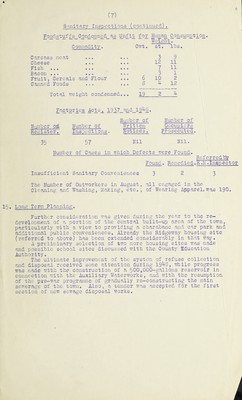 (7)
Sanitary Inspections (continued).
Foodstuffs Condemned as Unfit for Human Consumption.
Weight.
Commodity. Cwt. st. lbs.
Carcase meat ... ... 3 9
Cheese ... ... 12 11
Fish ... ... ... 7 11
Bacon ... ... ... 1 1
Fruit, Cereals and Flour 8 10 2
Canned Foods ... ... 5 4 12
Total weight condemned... 19 2 4
Factories Acts, 1937 and 1948.
Number on Register. Number of Inspections. Number of Written Notices. Number of Occupiers Prosecuted.
35 57 Nil. Nil.
Number of Cases in which Defects were Found.
Found. Remedied. Referred by H.M.Inspector
Insufficient Sanitary Conveniences 3 2 3
The Number of Outworkers in August, all engaged in the
Cleaning and Washing, Making, etc., of Wearing Apparel, was 190.
15. Long Term Planning.
Further consideration was given during the year to the re-
development of a portion of the central built-up area of the town,
particularly with a view to providing a charabanc and car park and
additional public conveniences. Already the Ridgeway housing site
(referred to above) has been extended considerably in that way.
A preliminary selection of two more housing sites was made
and possible school sites discussed with the County Education
Authority.
The ultimate improvement of the system of refuse collection
and disposal received some attention during 1948, while progress
was made with the construction of a 500,000-gallons reservoir in
connection with the Auxiliary Waterworks, and with the resumption
of the pre-war programme of gradually re-constructing the main
sewerage of the town. Also, a tender was accepted for the first
section of new sewage disposal works.